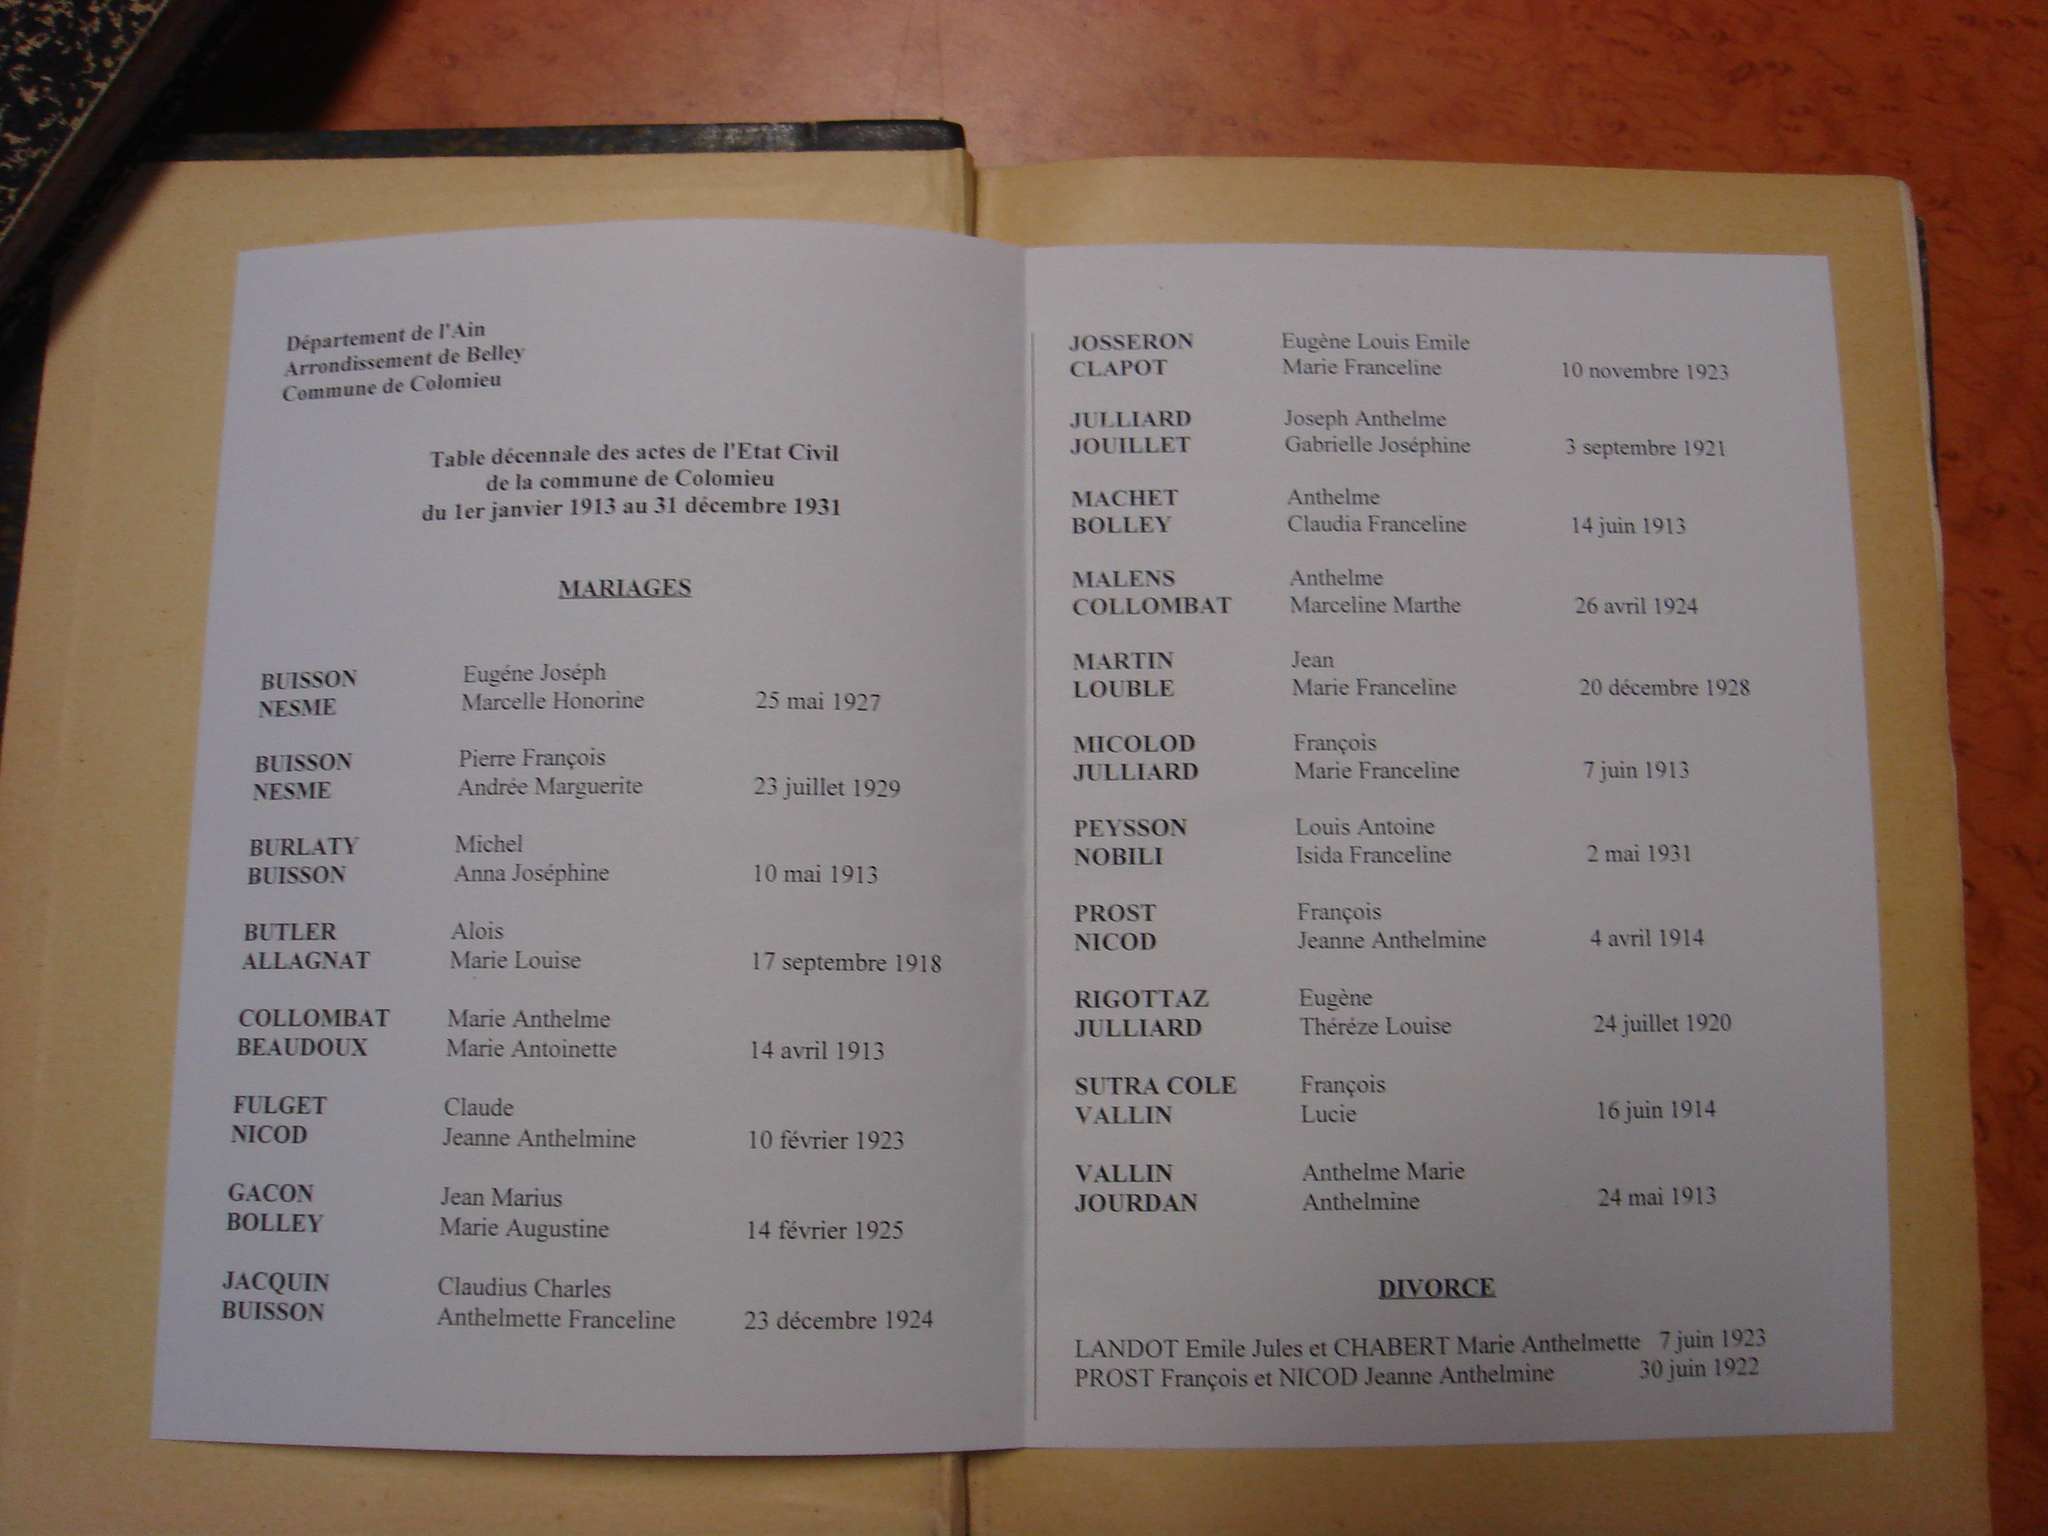 Département de l'Ain
Arrondissement de Belley
Commune de Colomieu
Table décennale des actes de l'Etat Civil
de la commune de Colomieu
du 1er janvier 1913 au 31 décembre 1931
MARIAGES
BUISSON Eugéne Joséph
NESME Marcelle Honorine 25 mai 1927
BUISSON Pierre François
NESME Andrée Marguerite 23 juillet 1929
BURLATY Michel
BUISSON Anna Joséphine 10 mai 1913
BUTLER Alois
ALLAGNAT Marie Louise 17 septembre 1918
COLLOMBAT Marie Anthelme
BEAUDOUX Marie Antoinette 14 avril 1913
FULGET Claude
NICOD Jeanne Anthelmine 10 février 1923
GACON Jean Marius
BOLLEY Marie Augustine 14 février 1925
JACQUIN Claudius Charles
BUISSON Anthelmette Franceline 23 décembre 1924
JOSSERON Eugène Louis Emile
CLAPOT Marie Franceline 10 novembre 1923
JULLIARD Joseph Anthelme
JOUILLET Gabrielle Joséphine 3 septembre 1921
MACHET Anthelme
BOLLEY Claudia Franceline 14 juin 1913
MALENS Anthelme
COLLOMBAT Marceline Marthe 26 avril 1924
MARTIN Jean
LOUBLE Marie Franceline 20 décembre 1928
MICOLOD François
JULLIARD Marie Franceline 7 juin 1913
PEYSSON Louis Antoine
NOBILI Isida Franceline 2 mai 1931
PROST François
NICOD Jeanne Anthelmine 4 avril 1914
RIGOTTAZ Eugène
JULLIARD Théréze Louise 24 juillet 1920
SUTRA COLE François
VALLIN Lucie 16 juin 1914
VALLIN Anthelme Marie
JOURDAN Anthelmine 24 mai 1913
DIVORCE
LANDOT Emile Jules et CHABERT Marie Anthelmette 7 juin 1923
PROST François et NICOD Jeanne Anthelmine 30 juin 1922